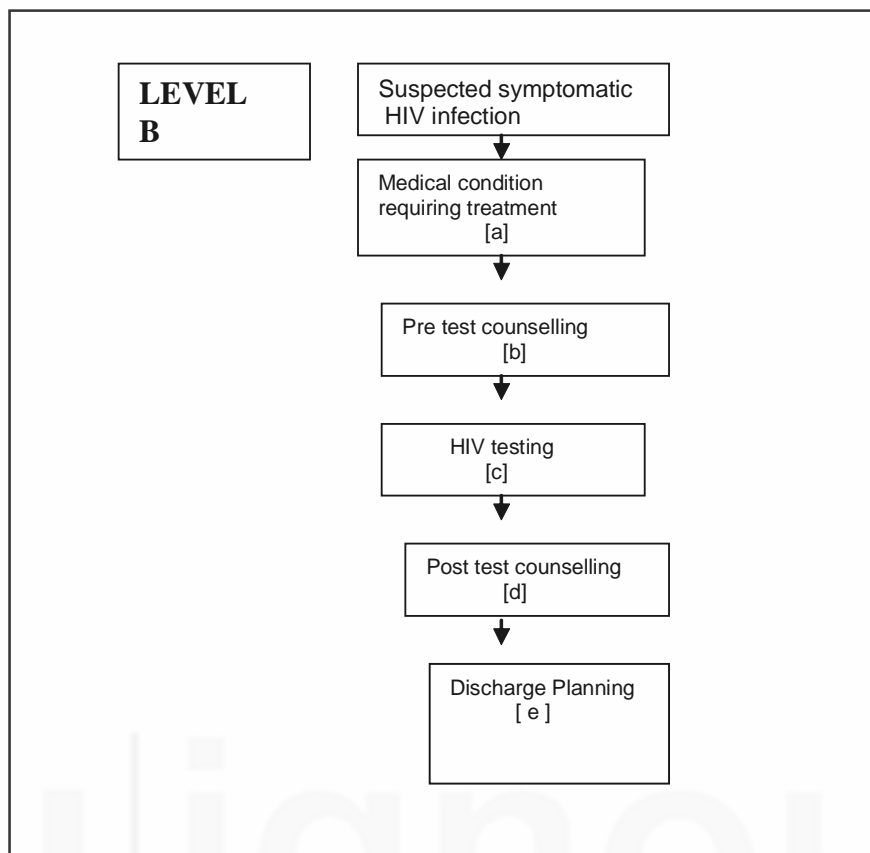 LEVEL
B
Suspected symptomatic
HIV infection
Medical condition
requiring treatment
[a]
Pre test counselling
[b]
HIV testing
[c]
Post test counselling
[d]
Discharge Planning
[ e ]
ignou